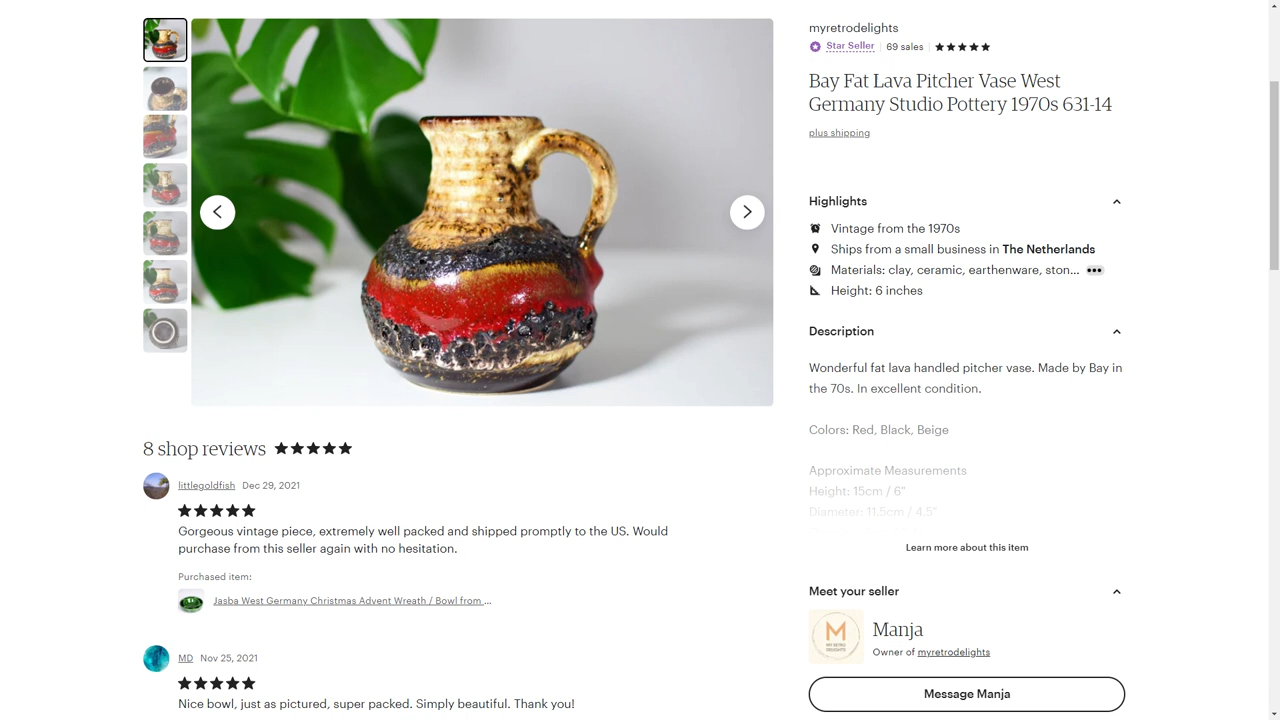 myretrodelights
Star Seller 69 sales
Bay Fat Lava Pitcher Vase West
Germany Studio Pottery 1970s 631-14
plus shipping
Highlights
Vintage from the 1970s
Ships from a small business in The Netherlands
Materials: clay, ceramic, earthenware, ston...
Height: 6 inches
Description
Wonderful fat lava handled pitcher vase. Made by Bay in
the 70s. In excellent condition.
Colors: Red, Black, Beige
Approximate Measurements
Height: 15cm / 6"
Diameter: 11.5cm / 4.5"
Learn more about this item
Meet your seller
M
MY RETRO
DELIGHTS
Manja
Owner of myretrodelights
Message Manja
8 shop reviews
littlegoldfish Dec 29, 2021
Gorgeous vintage piece, extremely well packed and shipped promptly to the US. Would
purchase from this seller again with no hesitation.
Purchased item:
Jasba West Germany Christmas Advent Wreath / Bowl from ...
MD Nov 25, 2021
Nice bowl, just as pictured, super packed. Simply beautiful. Thank you!